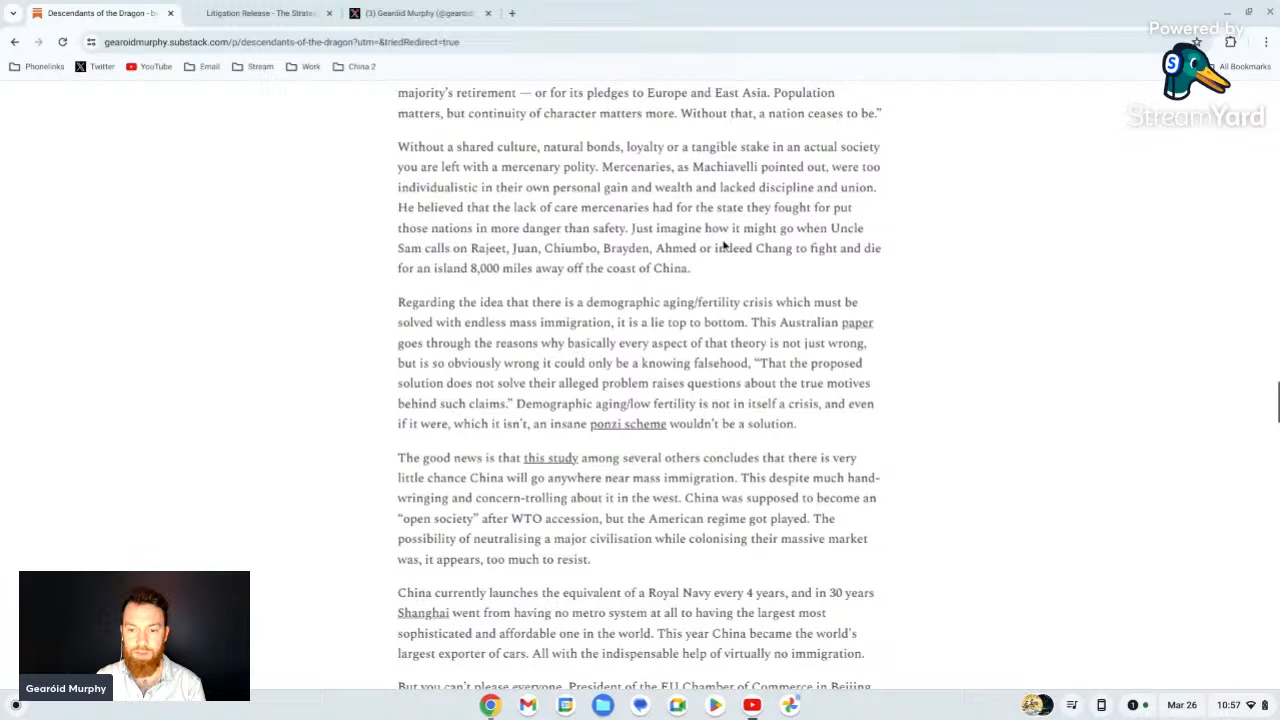 Descendants of the Dragon - b
Litigation Release - The Strate
(3) Gearóid Murphy (@gearoid
gearoidmurphy.substack.com/p/descendants-of-the-dragon?utm=&triedRedirect=true
Phonelinks
Twitter
YouTube
Email
Stream
Work
China 2
All Bookmarks
Powered by
StreamYard
majority's retirement — or for its pledges to Europe and East Asia. Population
matters, but continuity of character matters more. Without that, a nation ceases to be."
Without a shared culture, natural bonds, loyalty or a tangible stake in an actual society
you are left with a mercenary polity. Mercenaries, as Machiavelli pointed out, were too
individualistic in their own personal gain and wealth and lacked discipline and union.
He believed that the lack of care mercenaries had for the state they fought for put
those nations in more danger than safety. Just imagine how it might go when Uncle
Sam calls on Rajeet, Juan, Chiumbo, Brayden, Ahmed or indeed Chang to fight and die
for an island 8,000 miles away off the coast of China.
Regarding the idea that there is a demographic aging/fertility crisis which must be
solved with endless mass immigration, it is a lie top to bottom. This Australian paper
goes through the reasons why basically every aspect of that theory is not just wrong,
but is so obviously wrong it could only be a knowing falsehood, "That the proposed
solution does not solve their alleged problem raises questions about the true motives
behind such claims." Demographic aging/low fertility is not in itself a crisis, and even
if it were, which it isn't, an insane ponzi scheme wouldn't be a solution.
The good news is that this study among several others concludes that there is very
little chance China will go anywhere near mass immigration. This despite much hand-
wringing and concern-trolling about it in the west. China was supposed to become an
"open society" after WTO accession, but the American regime got played. The
possibility of neutralising a major civilisation while colonising their massive market
was, it appears, too much to resist.
China currently launches the equivalent of a Royal Navy every 4 years, and in 30 years
Shanghai went from having no metro system at all to having the largest most
sophisticated and affordable one in the world. This year China became the world's
largest exporter of cars. All with the indispensable help of virtually no immigration.
But you can't please everyone. President of the EU Chamber of Commerce in Beijing
Gearóid Murphy
Mar 26
10:57